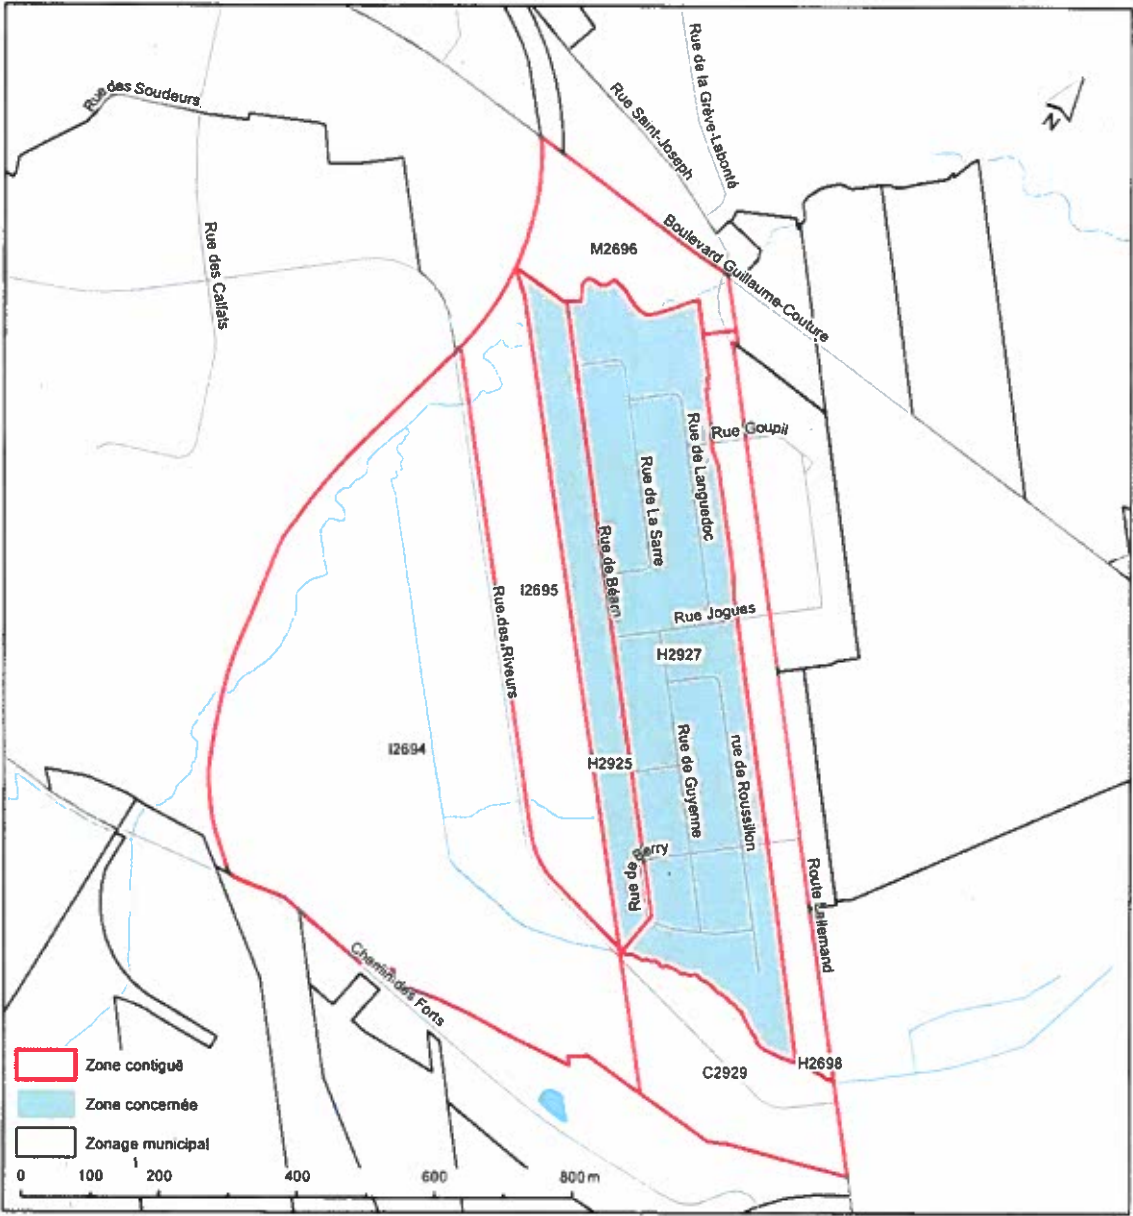 Rue de la Grève-Labonté
Rue Saint-Joseph
Rue des Soudeurs
N
Rue des Calfats
M2696
Boulevard Guillaume-Couture
Rue Goupil
Rue de Languedoc
Rue de La Sarre
Rue de Béarn
I2695
Rue des Riveurs
Rue Jogues
H2927
I2694
H2925
Rue de Guyenne
rue de Roussillon
Rue de Berry
Route Lallemand
Chemin des Forts
H2698
C2929
Zone contiguë
Zone concernée
Zonage municipal
0 100 200 400 600 800 m